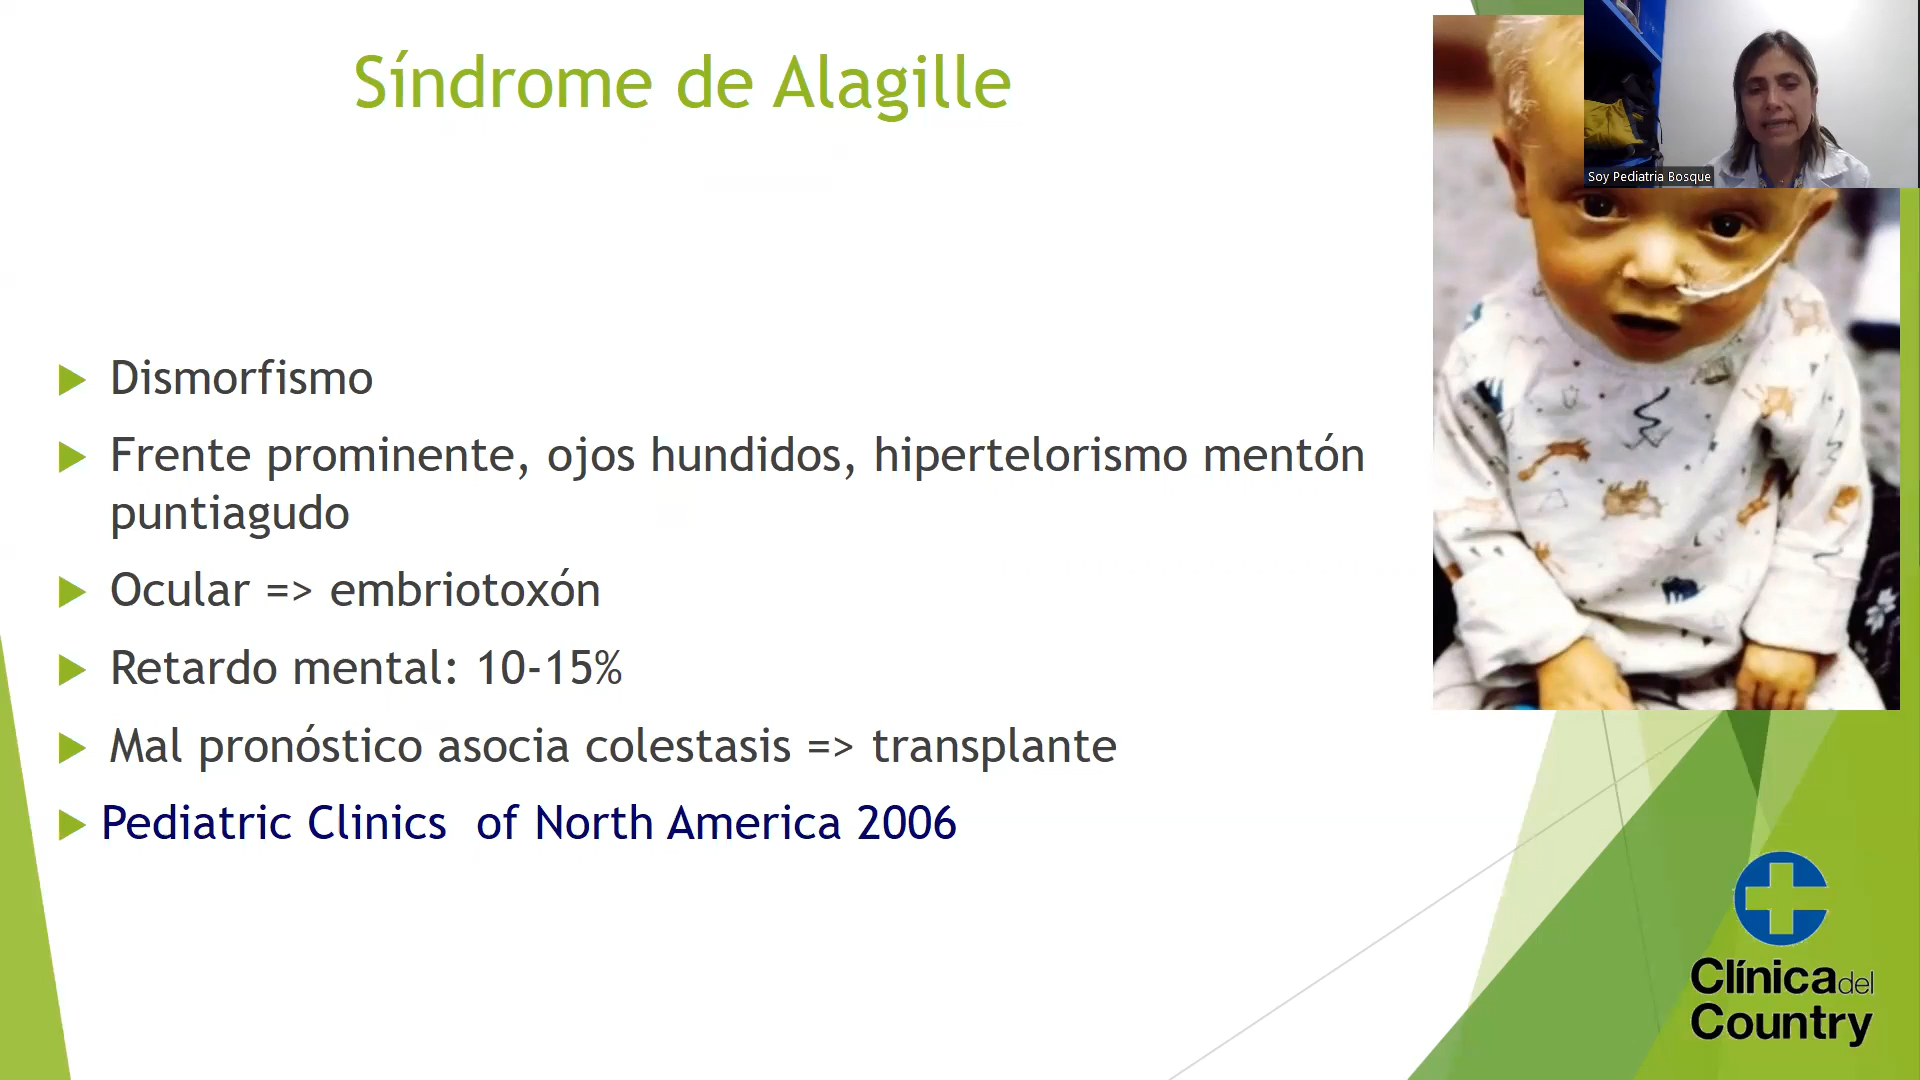 Síndrome de Alagille
Soy Pediatria Bosque
Dismorfismo
Frente prominente, ojos hundidos, hipertelorismo mentón
puntiagudo
Ocular => embriotoxón
Retardo mental: 10-15%
Mal pronóstico asocia colestasis => transplante
Pediatric Clinics of North America 2006
Clínica del
Country